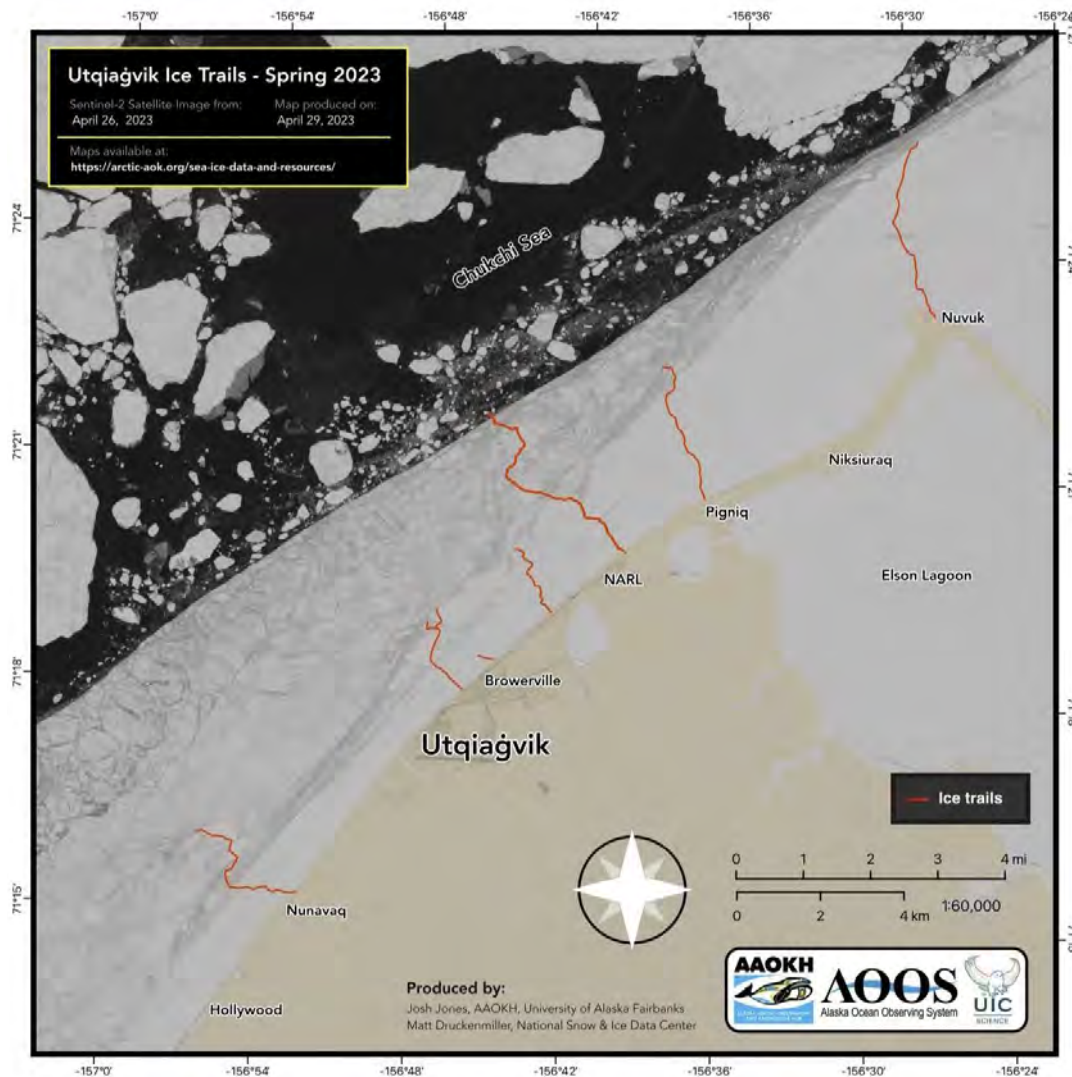 -157°0'
-156°54'
-156°48'
-156°42'
-156°36'
-156°30'
-156°24'
Utqiaġvik Ice Trails - Spring 2023
Sentinel-2 Satellite Image from:
April 26, 2023
Map produced on:
April 29, 2023
Maps available at:
https://arctic-aok.org/sea-ice-data-and-resources/
71°24'
Chukchi Sea
Nuvuk
71°21'
Niksiuraq
Pigniq
NARL
Elson Lagoon
71°18'
Browerville
Utqiaġvik
Ice trails
0 1 2 3 4 mi
0 2 4 km
1:60,000
71°15'
Nunavaq
Hollywood
Produced by:
Josh Jones, AAOKH, University of Alaska Fairbanks
Matt Druckenmiller, National Snow & Ice Data Center
AAOKH
AOOS
Alaska Ocean Observing System
UIC
SCIENCE
-157°0'
-156°54'
-156°48'
-156°42'
-156°36'
-156°30'
-156°24'